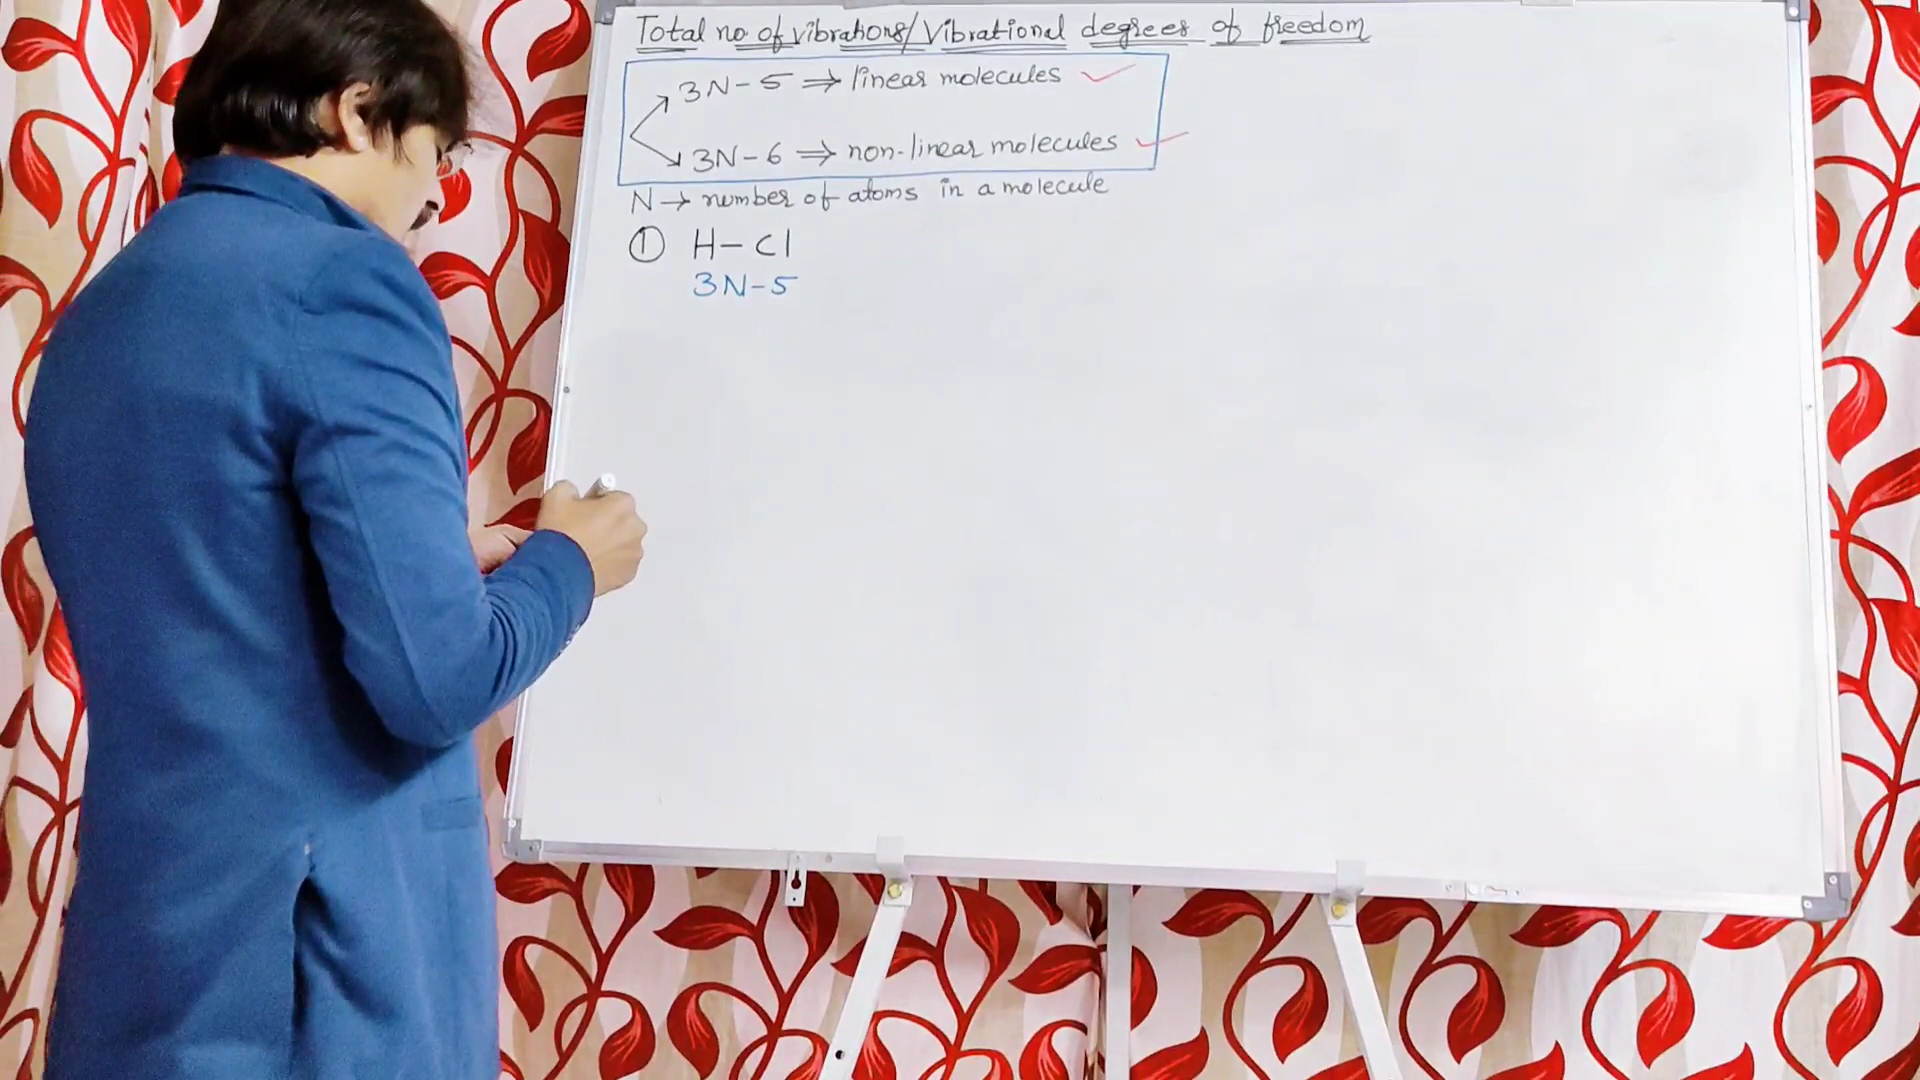 Total no of vibrations/Vibrational degrees of freedom
3N-5 ⇒ linear molecules ✓
3N-6 ⇒ non-linear molecules ✓
N → number of atoms in a molecule
① H-Cl
3N-5